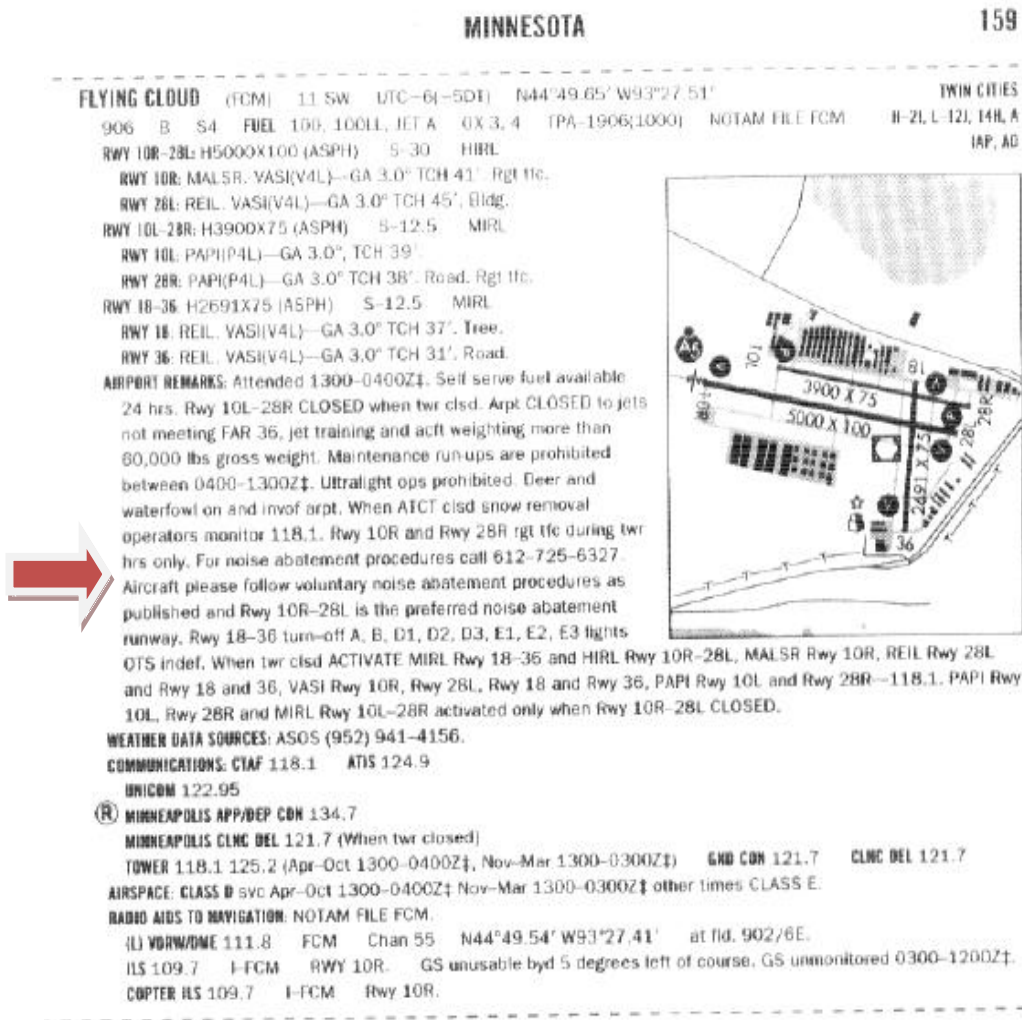 MINNESOTA 159
FLYING CLOUD (FCM) 11 SW UTC–6(–5DT) N44°49.65′ W93°27.51′ TWIN CITIES
906 B S4 FUEL 100, 100LL, JET A OX 3, 4 TPA–1906(1000) NOTAM FILE FCM H–2I, L–12J, 14H, A
IAP, AD
RWY 10R–28L: H5000X100 (ASPH) S–30 HIRL
RWY 10R: MALSR. VASI(V4L)—GA 3.0° TCH 41′. Rgt tfc.
RWY 28L: REIL. VASI(V4L)—GA 3.0° TCH 45′. Bldg.
RWY 10L–28R: H3900X75 (ASPH) S–12.5 MIRL
RWY 10L: PAPI(P4L)—GA 3.0°, TCH 39′.
RWY 28R: PAPI(P4L)—GA 3.0° TCH 38′. Road. Rgt tfc.
RWY 18–36: H2691X75 (ASPH) S–12.5 MIRL
RWY 18: REIL. VASI(V4L)—GA 3.0° TCH 37′. Tree.
RWY 36: REIL. VASI(V4L)—GA 3.0° TCH 31′. Road.
AIRPORT REMARKS: Attended 1300–0400Z‡. Self serve fuel available
24 hrs. Rwy 10L–28R CLOSED when twr clsd. Arpt CLOSED to jets
not meeting FAR 36, jet training and acft weighting more than
60,000 lbs gross weight. Maintenance run-ups are prohibited
between 0400–1300Z‡. Ultralight ops prohibited. Deer and
waterfowl on and invof arpt. When ATCT clsd snow removal
operators monitor 118.1. Rwy 10R and Rwy 28R rgt tfc during twr
hrs only. For noise abatement procedures call 612–725–6327.
Aircraft please follow voluntary noise abatement procedures as
published and Rwy 10R–28L is the preferred noise abatement
runway. Rwy 18–36 turn–off A, B, D1, D2, D3, E1, E2, E3 lights
OTS indef. When twr clsd ACTIVATE MIRL Rwy 18–36 and HIRL Rwy 10R–28L, MALSR Rwy 10R, REIL Rwy 28L
and Rwy 18 and 36, VASI Rwy 10R, Rwy 28L, Rwy 18 and Rwy 36, PAPI Rwy 10L and Rwy 28R—118.1. PAPI Rwy
10L, Rwy 28R and MIRL Rwy 10L–28R activated only when Rwy 10R–28L CLOSED.
WEATHER DATA SOURCES: ASOS (952) 941–4156.
COMMUNICATIONS: CTAF 118.1 ATIS 124.9
UNICOM 122.95
Ⓡ MINNEAPOLIS APP/DEP CON 134.7
MINNEAPOLIS CLNC DEL 121.7 (When twr closed)
TOWER 118.1 125.2 (Apr–Oct 1300–0400Z‡, Nov–Mar 1300–0300Z‡) GND CON 121.7 CLNC DEL 121.7
AIRSPACE: CLASS D svc Apr–Oct 1300–0400Z‡ Nov–Mar 1300–0300Z‡ other times CLASS E.
RADIO AIDS TO NAVIGATION: NOTAM FILE FCM.
(L) VORW/DME 111.8 FCM Chan 55 N44°49.54′ W93°27.41′ at fld. 902/6E.
ILS 109.7 I–FCM RWY 10R. GS unusable byd 5 degrees left of course. GS unmonitored 0300–1200Z‡.
COPTER ILS 109.7 I–FCM Rwy 10R.
10L
18
A
3900 X 75
10R
5000 X 100
28R
28L
2491 X 75
36